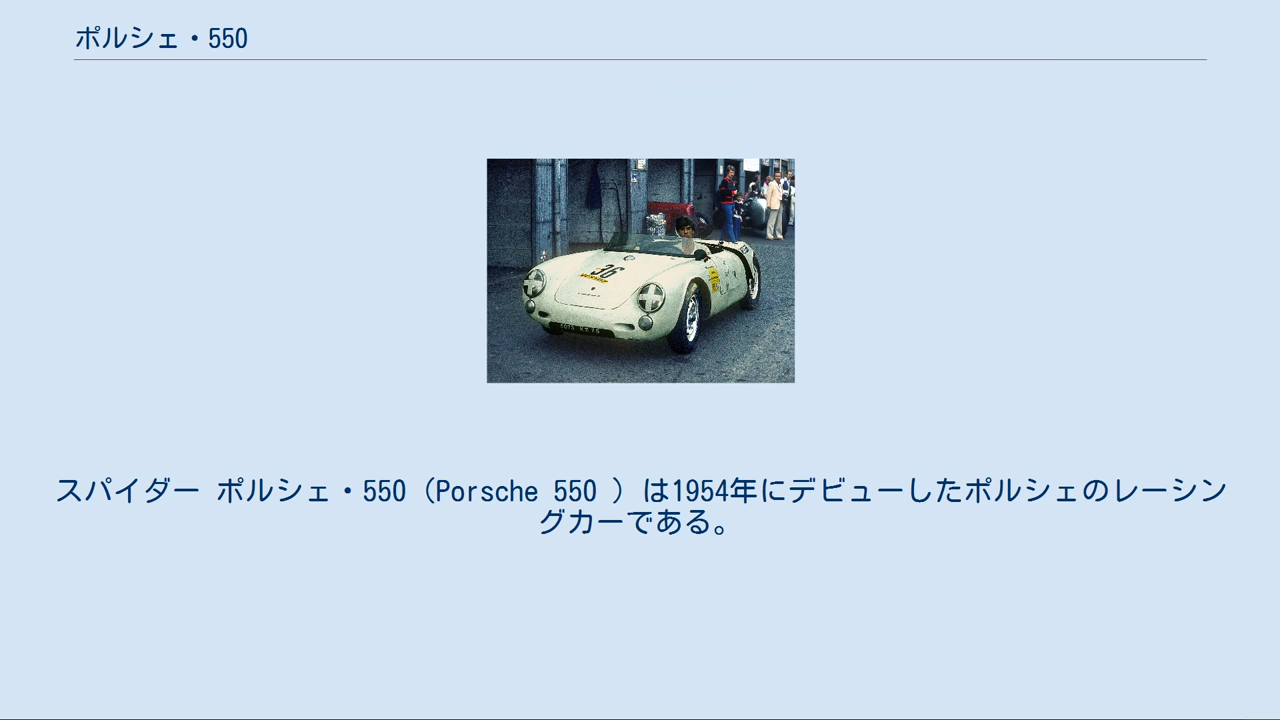 ポルシェ・550
36
スパイダー ポルシェ・550（Porsche 550 ）は1954年にデビューしたポルシェのレーシン
グカーである。